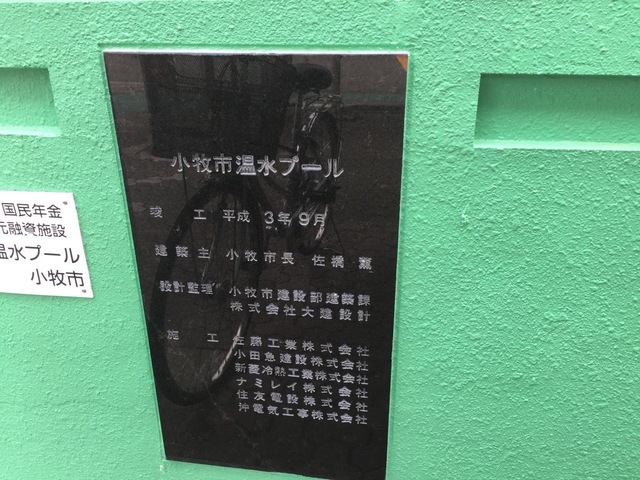 小牧市温水プール
竣工 平成 3年9月
建築主 小牧市長 佐橋 薫
設計監理 小牧市建設部建築課
株式会社大建設計
施工 佐藤工業株式会社
小田急建設株式会社
新菱冷熱工業株式会社
ナミレイ株式会社
住友電設株式会社
沖電気工事株式会社
国民年金
元融資施設
温水プール
小牧市